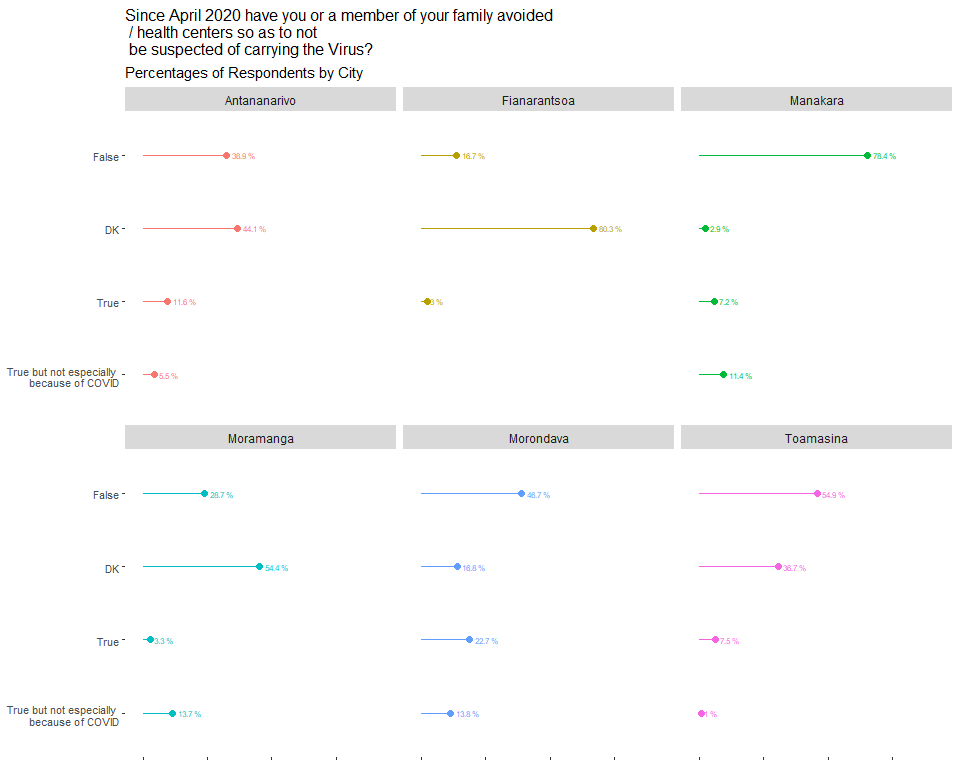 Since April 2020 have you or a member of your family avoided
/ health centers so as to not
be suspected of carrying the Virus?
Percentages of Respondents by City
Antananarivo
Fianarantsoa
Manakara
False
38.9 %
16.7 %
78.4 %
DK
44.1 %
80.3 %
2.9 %
True
11.6 %
3 %
7.2 %
True but not especially
because of COVID
5.5 %
11.4 %
Moramanga
Morondava
Toamasina
False
28.7 %
46.7 %
54.9 %
DK
54.4 %
16.8 %
36.7 %
True
3.3 %
22.7 %
7.5 %
True but not especially
because of COVID
13.7 %
13.8 %
1 %